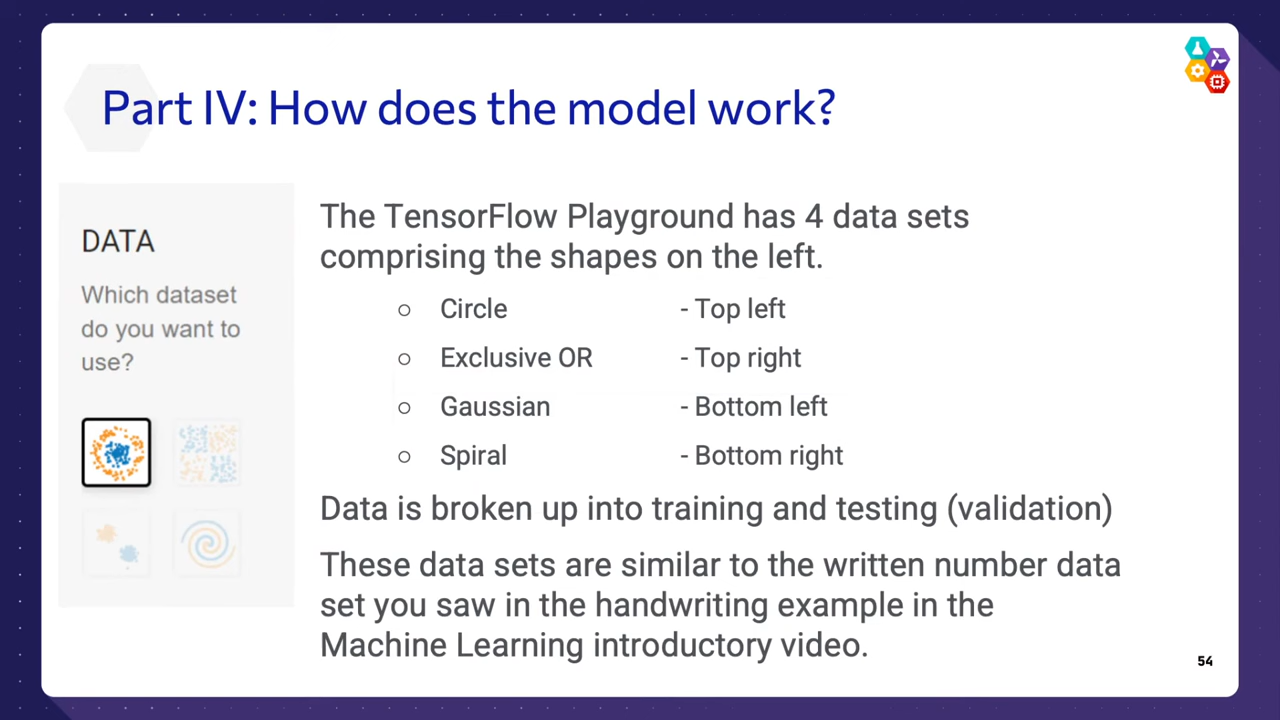 Part IV: How does the model work?
DATA
Which dataset
do you want to
use?
The TensorFlow Playground has 4 data sets
comprising the shapes on the left.
○ Circle - Top left
○ Exclusive OR - Top right
○ Gaussian - Bottom left
○ Spiral - Bottom right
Data is broken up into training and testing (validation)
These data sets are similar to the written number data
set you saw in the handwriting example in the
Machine Learning introductory video.
54